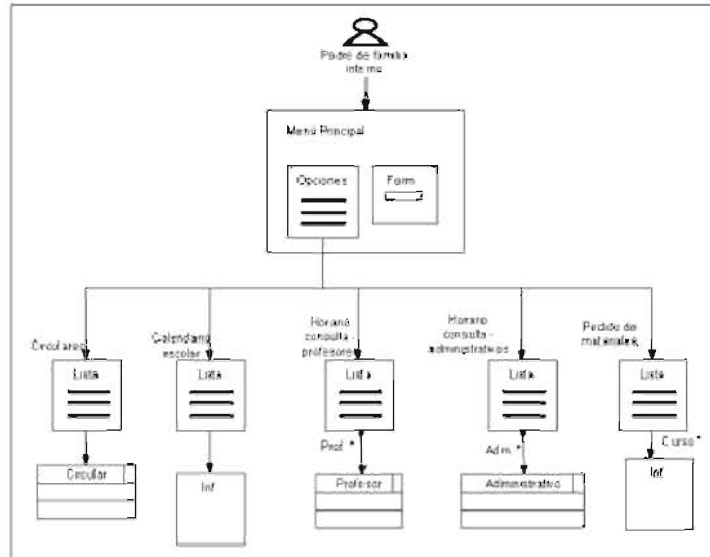 Padre de familia
interno
Menú Principal
Opciones
Form
Circulares
Calendario
escolar
Horario
consulta -
profesores
Horario
consulta -
administrativos
Pedido de
materiales
Lista
Lista
Lista
Lista
Lista
Prof. *
Adm. *
Curso *
Circular
Inf
Profesor
Administrativo
Inf